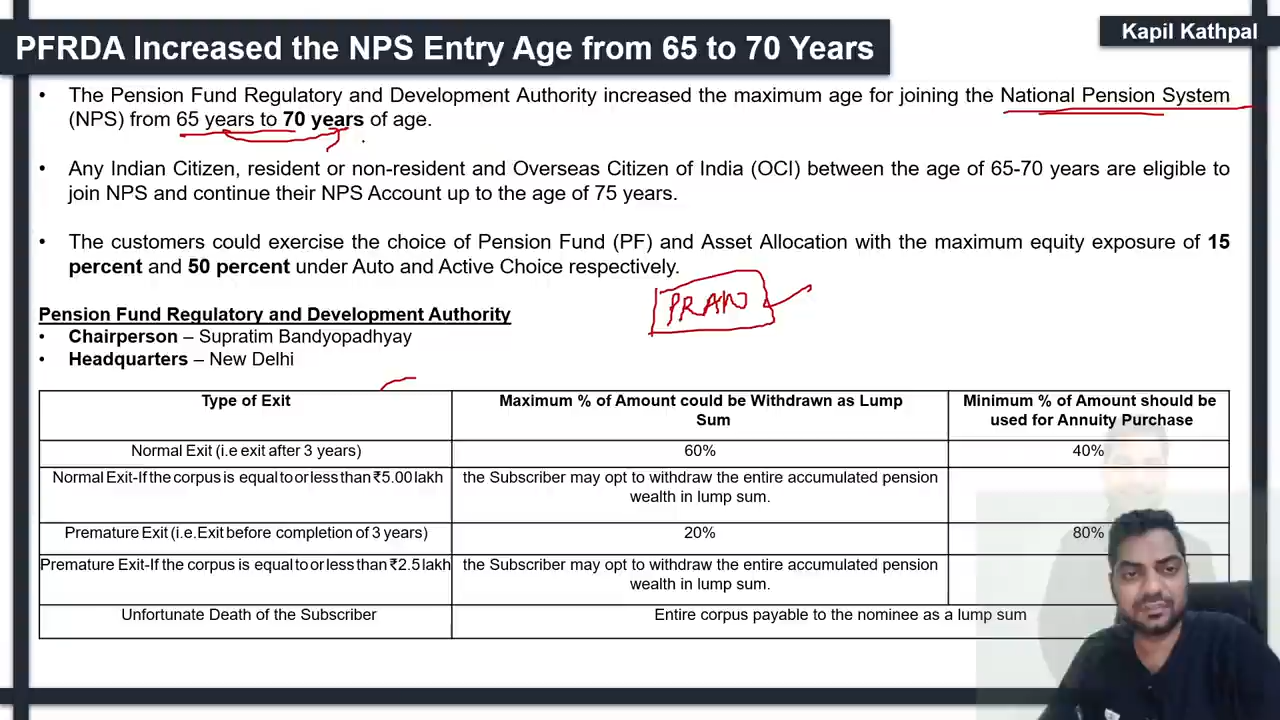 PFRDA Increased the NPS Entry Age from 65 to 70 Years
Kapil Kathpal
• The Pension Fund Regulatory and Development Authority increased the maximum age for joining the National Pension System
(NPS) from 65 years to 70 years of age.
• Any Indian Citizen, resident or non-resident and Overseas Citizen of India (OCI) between the age of 65-70 years are eligible to
join NPS and continue their NPS Account up to the age of 75 years.
• The customers could exercise the choice of Pension Fund (PF) and Asset Allocation with the maximum equity exposure of 15
percent and 50 percent under Auto and Active Choice respectively.
PRAN
Pension Fund Regulatory and Development Authority
• Chairperson – Supratim Bandyopadhyay
• Headquarters – New Delhi
Type of Exit
Maximum % of Amount could be Withdrawn as Lump
Sum
Minimum % of Amount should be
used for Annuity Purchase
Normal Exit (i.e exit after 3 years)
60%
40%
Normal Exit-If the corpus is equal to or less than ₹5.00 lakh
the Subscriber may opt to withdraw the entire accumulated pension
wealth in lump sum.
Premature Exit (i.e.Exit before completion of 3 years)
20%
80%
Premature Exit-If the corpus is equal to or less than ₹2.5 lakh
the Subscriber may opt to withdraw the entire accumulated pension
wealth in lump sum.
Unfortunate Death of the Subscriber
Entire corpus payable to the nominee as a lump sum